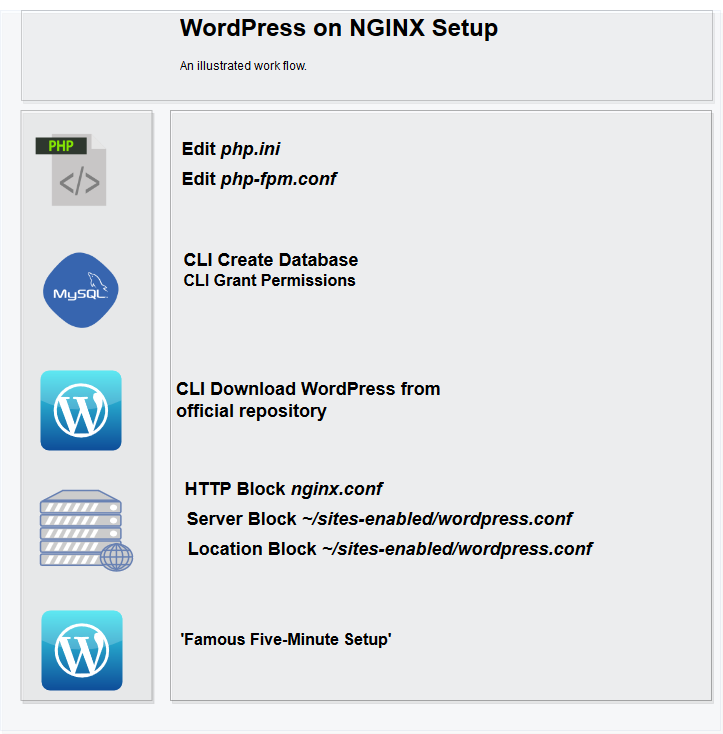 WordPress on NGINX Setup
An illustrated work flow.
PHP
</>
Edit php.ini
Edit php-fpm.conf
MySQL
CLI Create Database
CLI Grant Permissions
W
CLI Download WordPress from
official repository
HTTP Block nginx.conf
Server Block ~/sites-enabled/wordpress.conf
Location Block ~/sites-enabled/wordpress.conf
W
'Famous Five-Minute Setup'